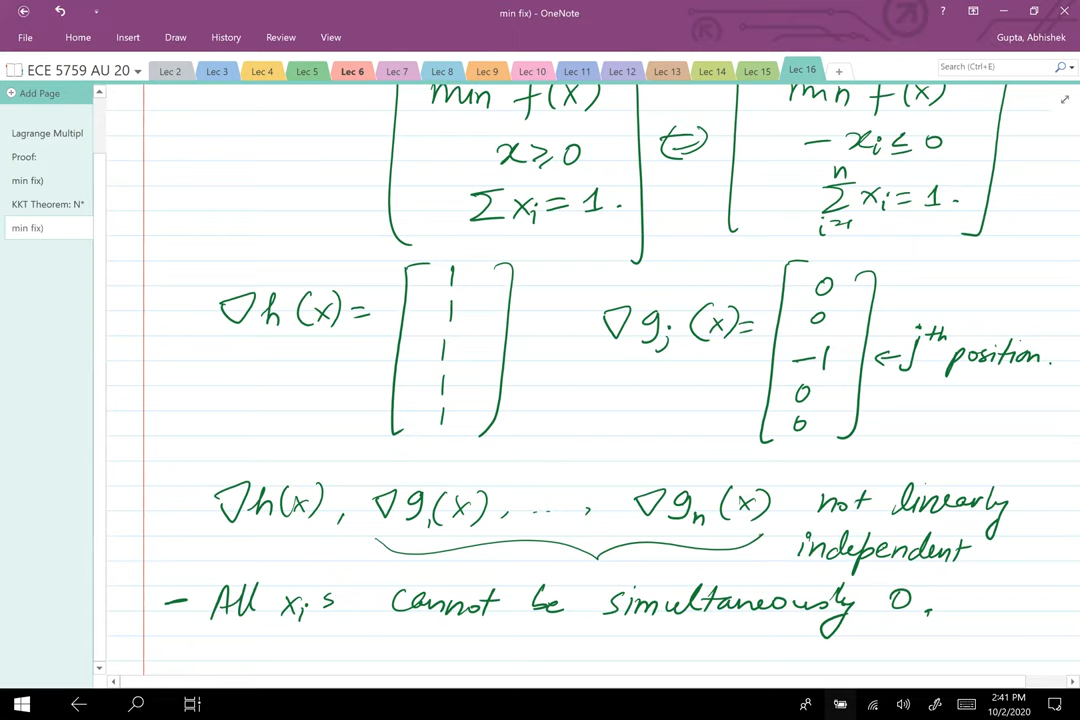 min fix) - OneNote
Gupta, Abhishek
File Home Insert Draw History Review View
ECE 5759 AU 20 Lec 2 Lec 3 Lec 4 Lec 5 Lec 6 Lec 7 Lec 8 Lec 9 Lec 10 Lec 11 Lec 12 Lec 13 Lec 14 Lec 15 Lec 16 Search (Ctrl+E)
Add Page
Lagrange Multipl
Proof:
min fix)
KKT Theorem: N*
min fix)
min f(x) min f(x)
x ≥ 0 ⇔ - xi ≤ 0
∑ xi = 1. n ∑ i=1 xi = 1.
∇h(x) = [1 1 1 1 1] ∇gj(x) = [0 0 -1 0 0] ← jth position.
∇h(x), ∇g1(x), ..., ∇gn(x) not linearly
independent
- All xi s cannot be simultaneously 0.
2:41 PM
10/2/2020